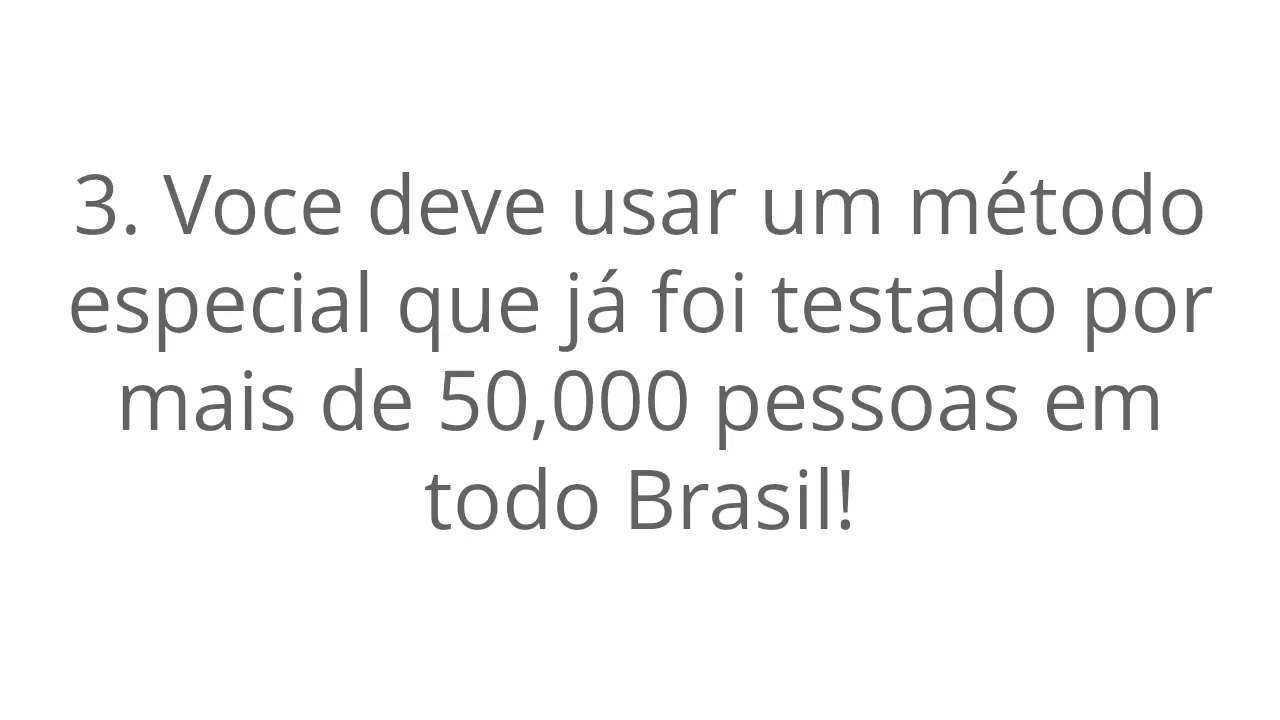 3. Voce deve usar um método
especial que já foi testado por
mais de 50,000 pessoas em
todo Brasil!